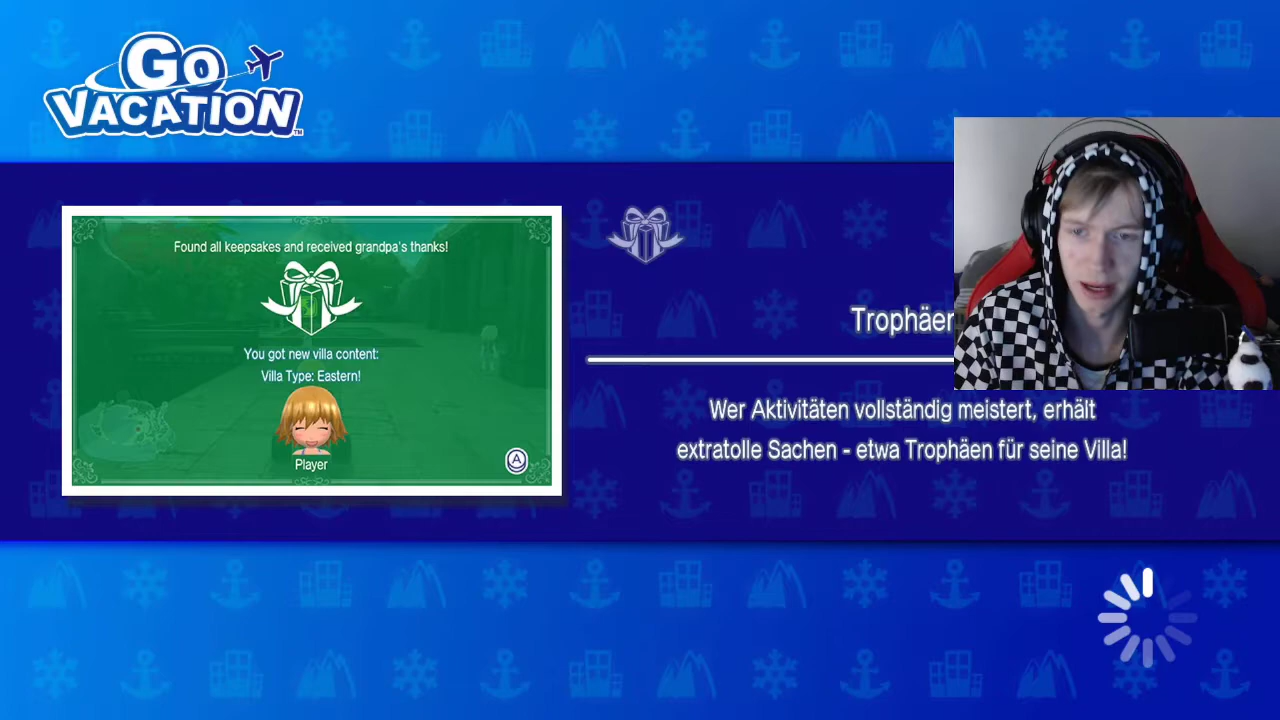 Go
VACATION™
Found all keepsakes and received grandpa's thanks!
You got new villa content:
Villa Type: Eastern!
Player
A
Trophäen
Wer Aktivitäten vollständig meistert, erhält
extratolle Sachen - etwa Trophäen für seine Villa!